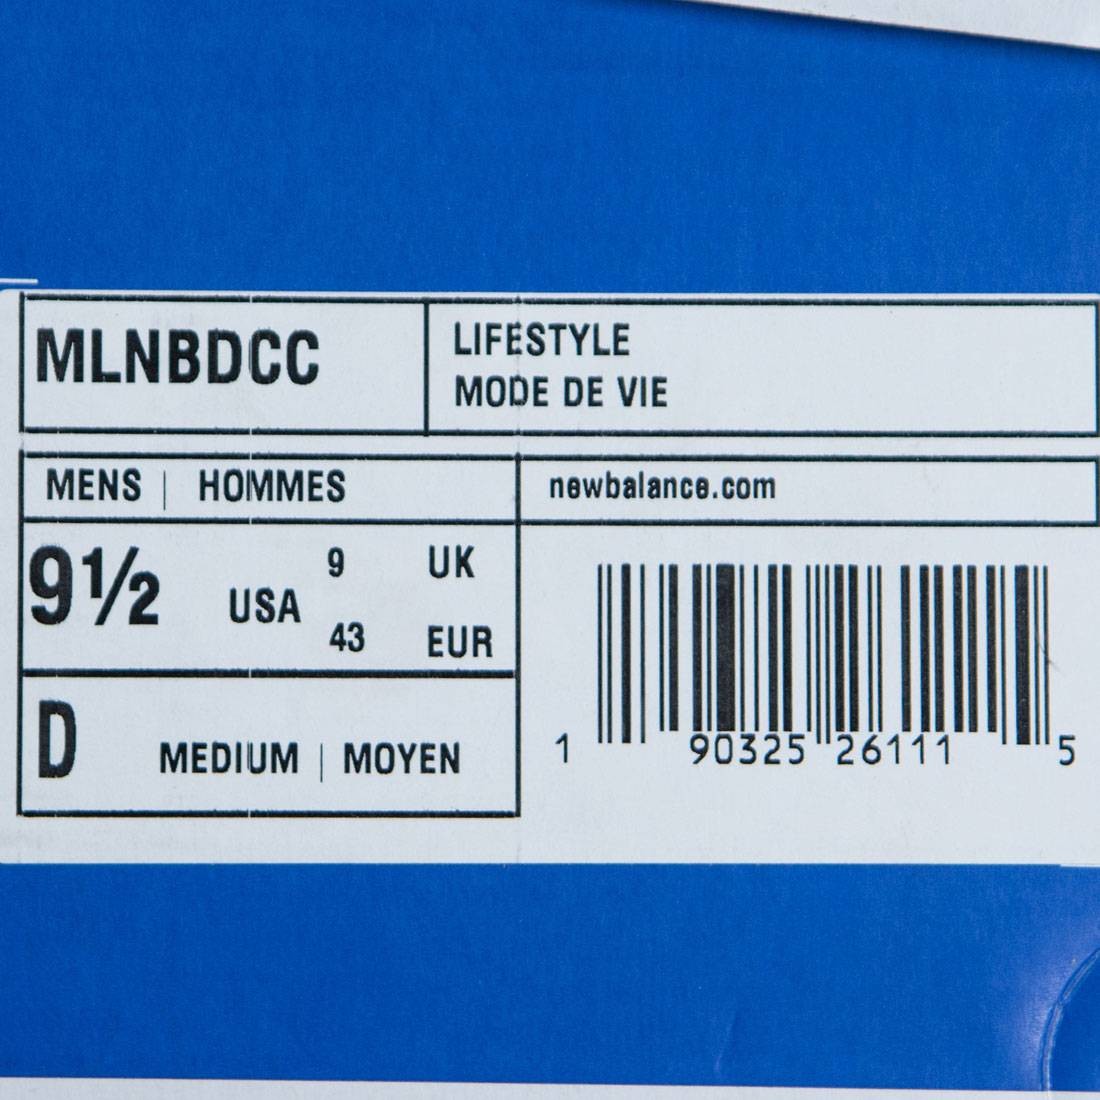 MLNBDCC
LIFESTYLE
MODE DE VIE
MENS | HOMMES
newbalance.com
9½ USA
9 UK
43 EUR
D MEDIUM | MOYEN
1 90325 26111 5